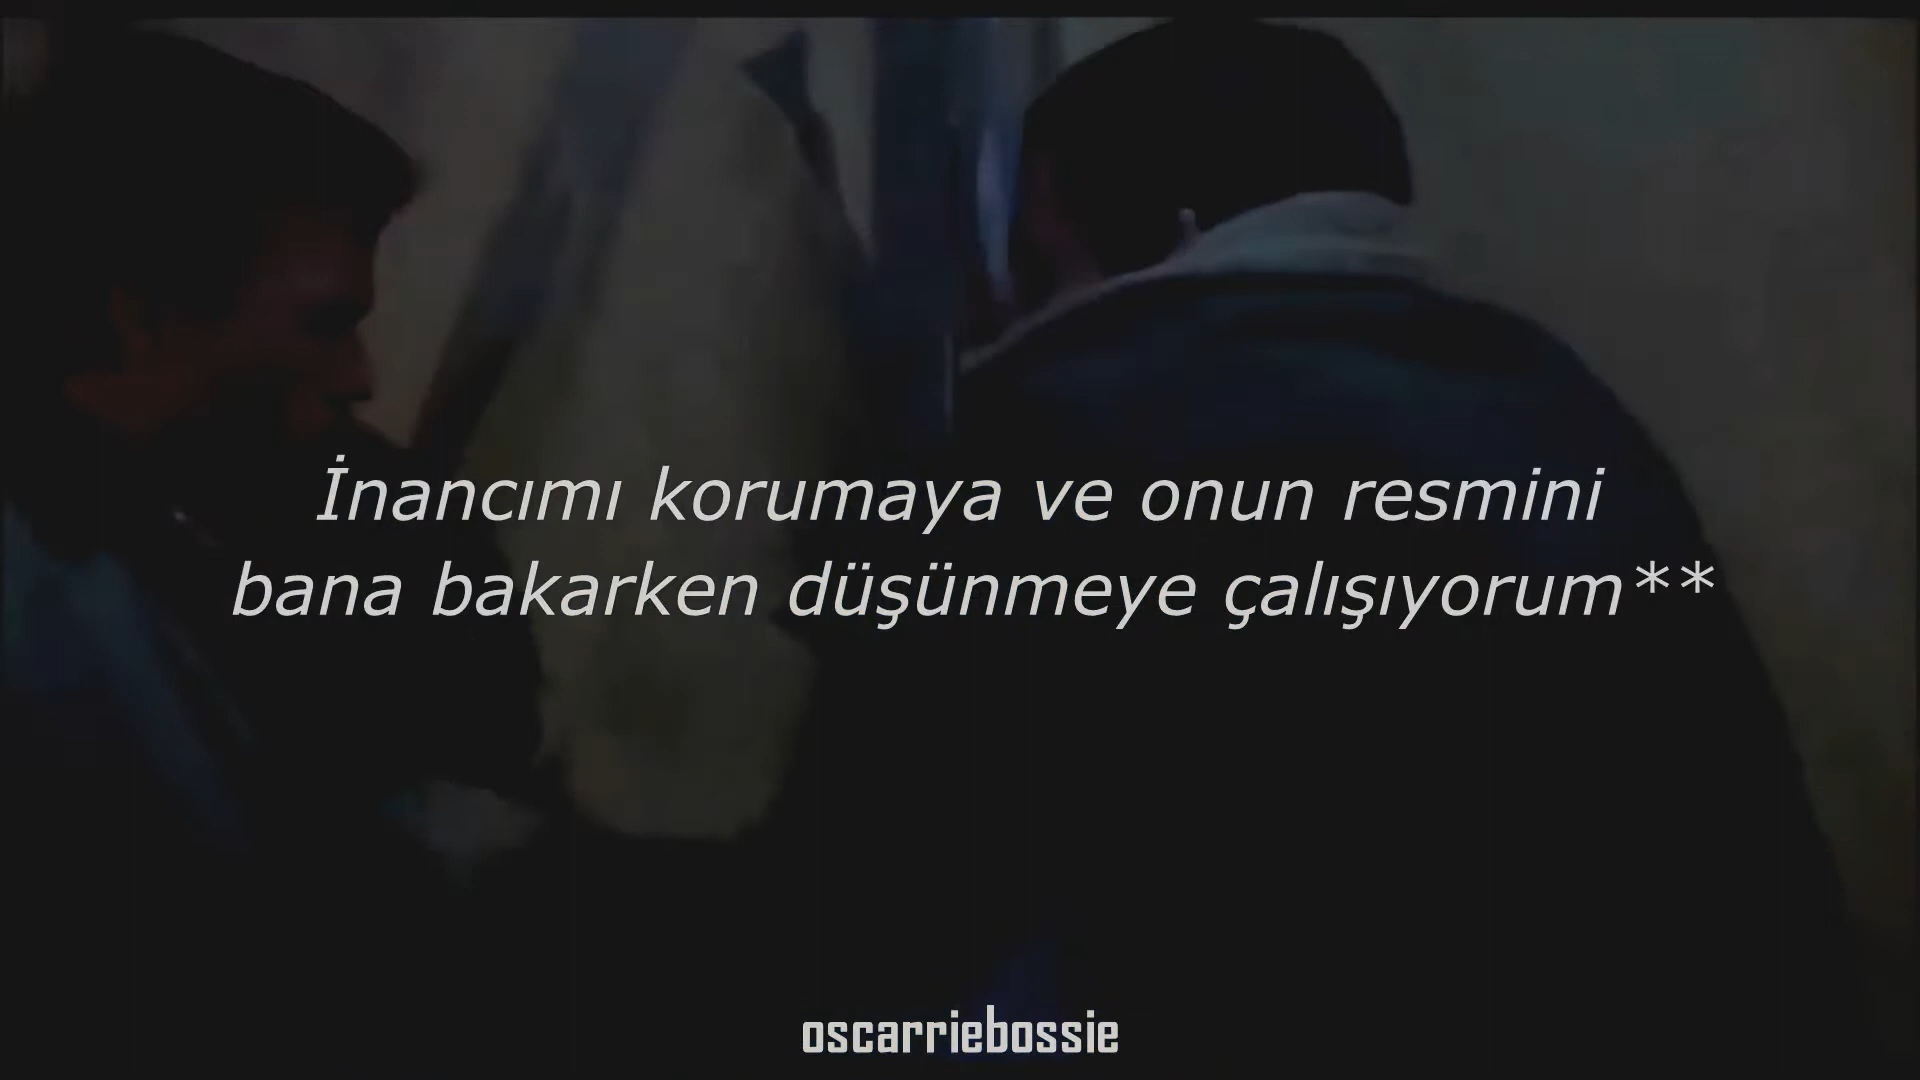 İnancımı korumaya ve onun resmini
bana bakarken düşünmeye çalışıyorum**
oscarriebossie